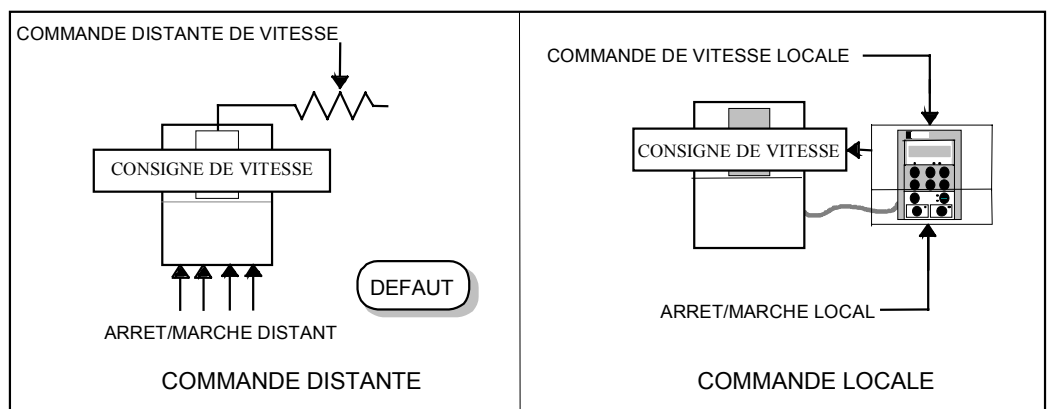 COMMANDE DISTANTE DE VITESSE
CONSIGNE DE VITESSE
DEFAUT
ARRET/MARCHE DISTANT
COMMANDE DISTANTE
COMMANDE DE VITESSE LOCALE
CONSIGNE DE VITESSE
ARRET/MARCHE LOCAL
COMMANDE LOCALE